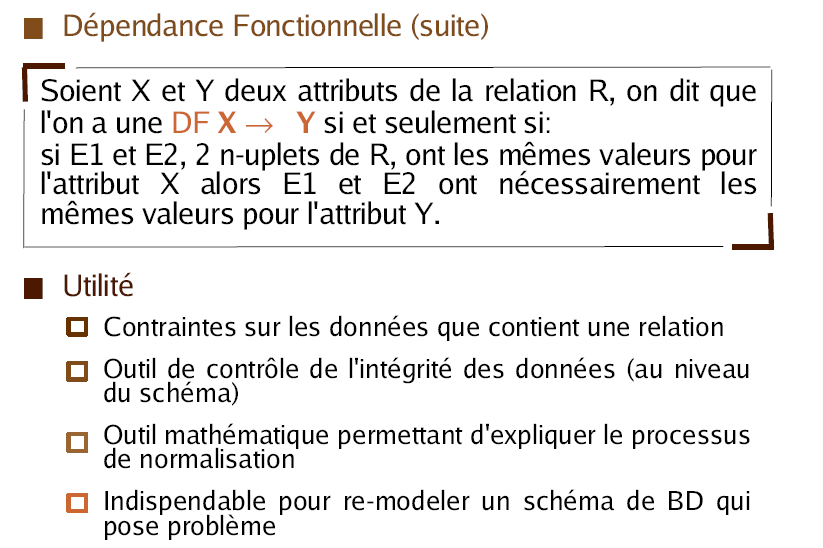 Dépendance Fonctionnelle (suite)
Soient X et Y deux attributs de la relation R, on dit que
l'on a une DF X → Y si et seulement si:
si E1 et E2, 2 n-uplets de R, ont les mêmes valeurs pour
l'attribut X alors E1 et E2 ont nécessairement les
mêmes valeurs pour l'attribut Y.
Utilité
Contraintes sur les données que contient une relation
Outil de contrôle de l'intégrité des données (au niveau
du schéma)
Outil mathématique permettant d'expliquer le processus
de normalisation
Indispendable pour re-modeler un schéma de BD qui
pose problème